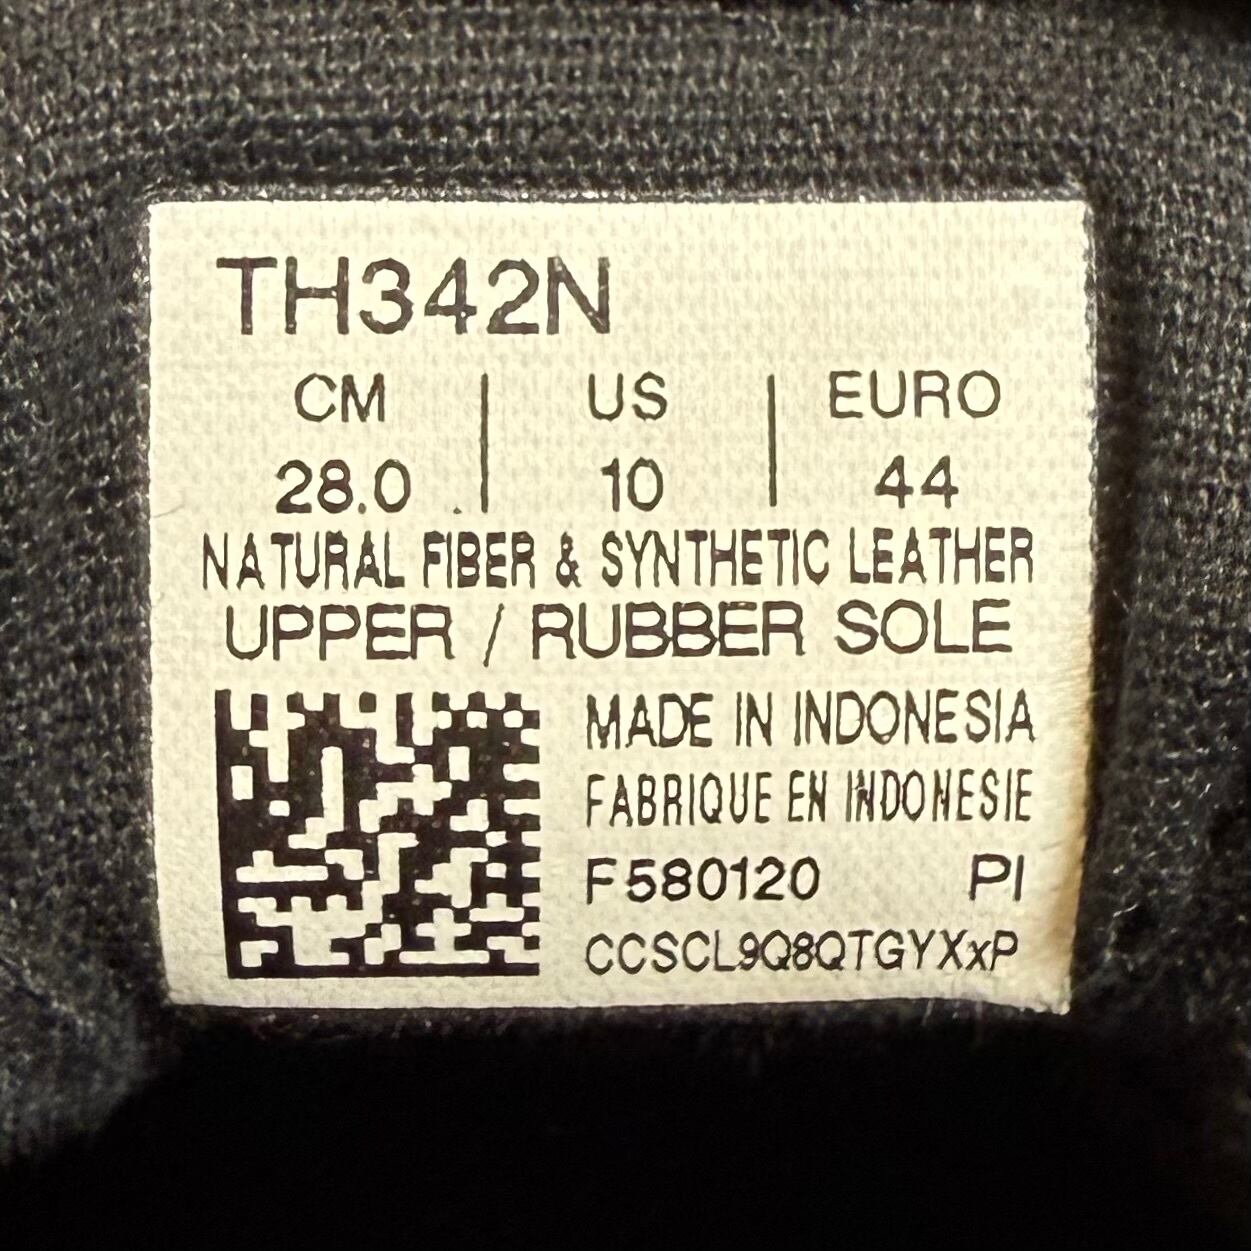 TH342N
CM | US | EURO
28.0 | 10 | 44
NATURAL FIBER & SYNTHETIC LEATHER
UPPER / RUBBER SOLE
MADE IN INDONESIA
FABRIQUE EN INDONESIE
F580120 PI
CCSCL9Q8QTGYXxP